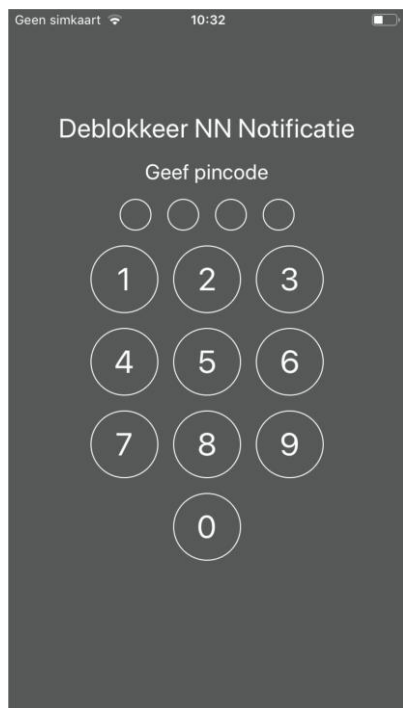 Geen simkaart 10:32
Deblokkeer NN Notificatie
Geef pincode
1 2 3
4 5 6
7 8 9
0